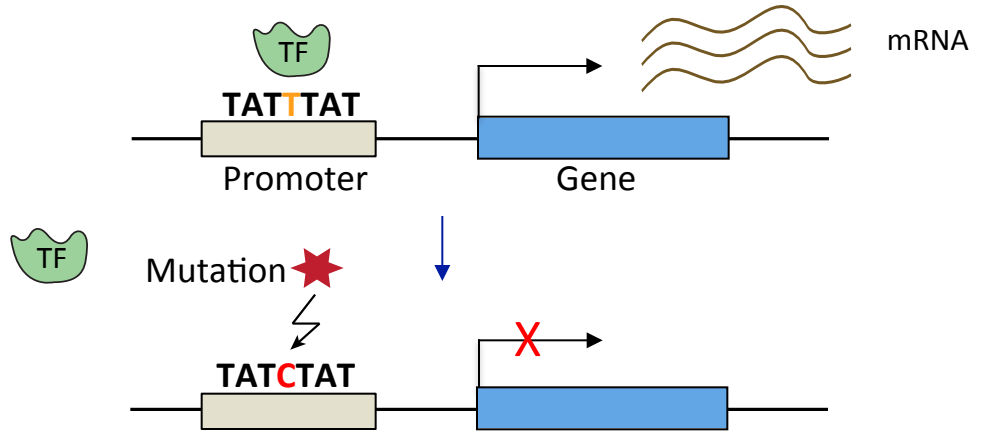 TF
mRNA
TATTTAT
Promoter
Gene
TF
Mutation
X
TATCTAT